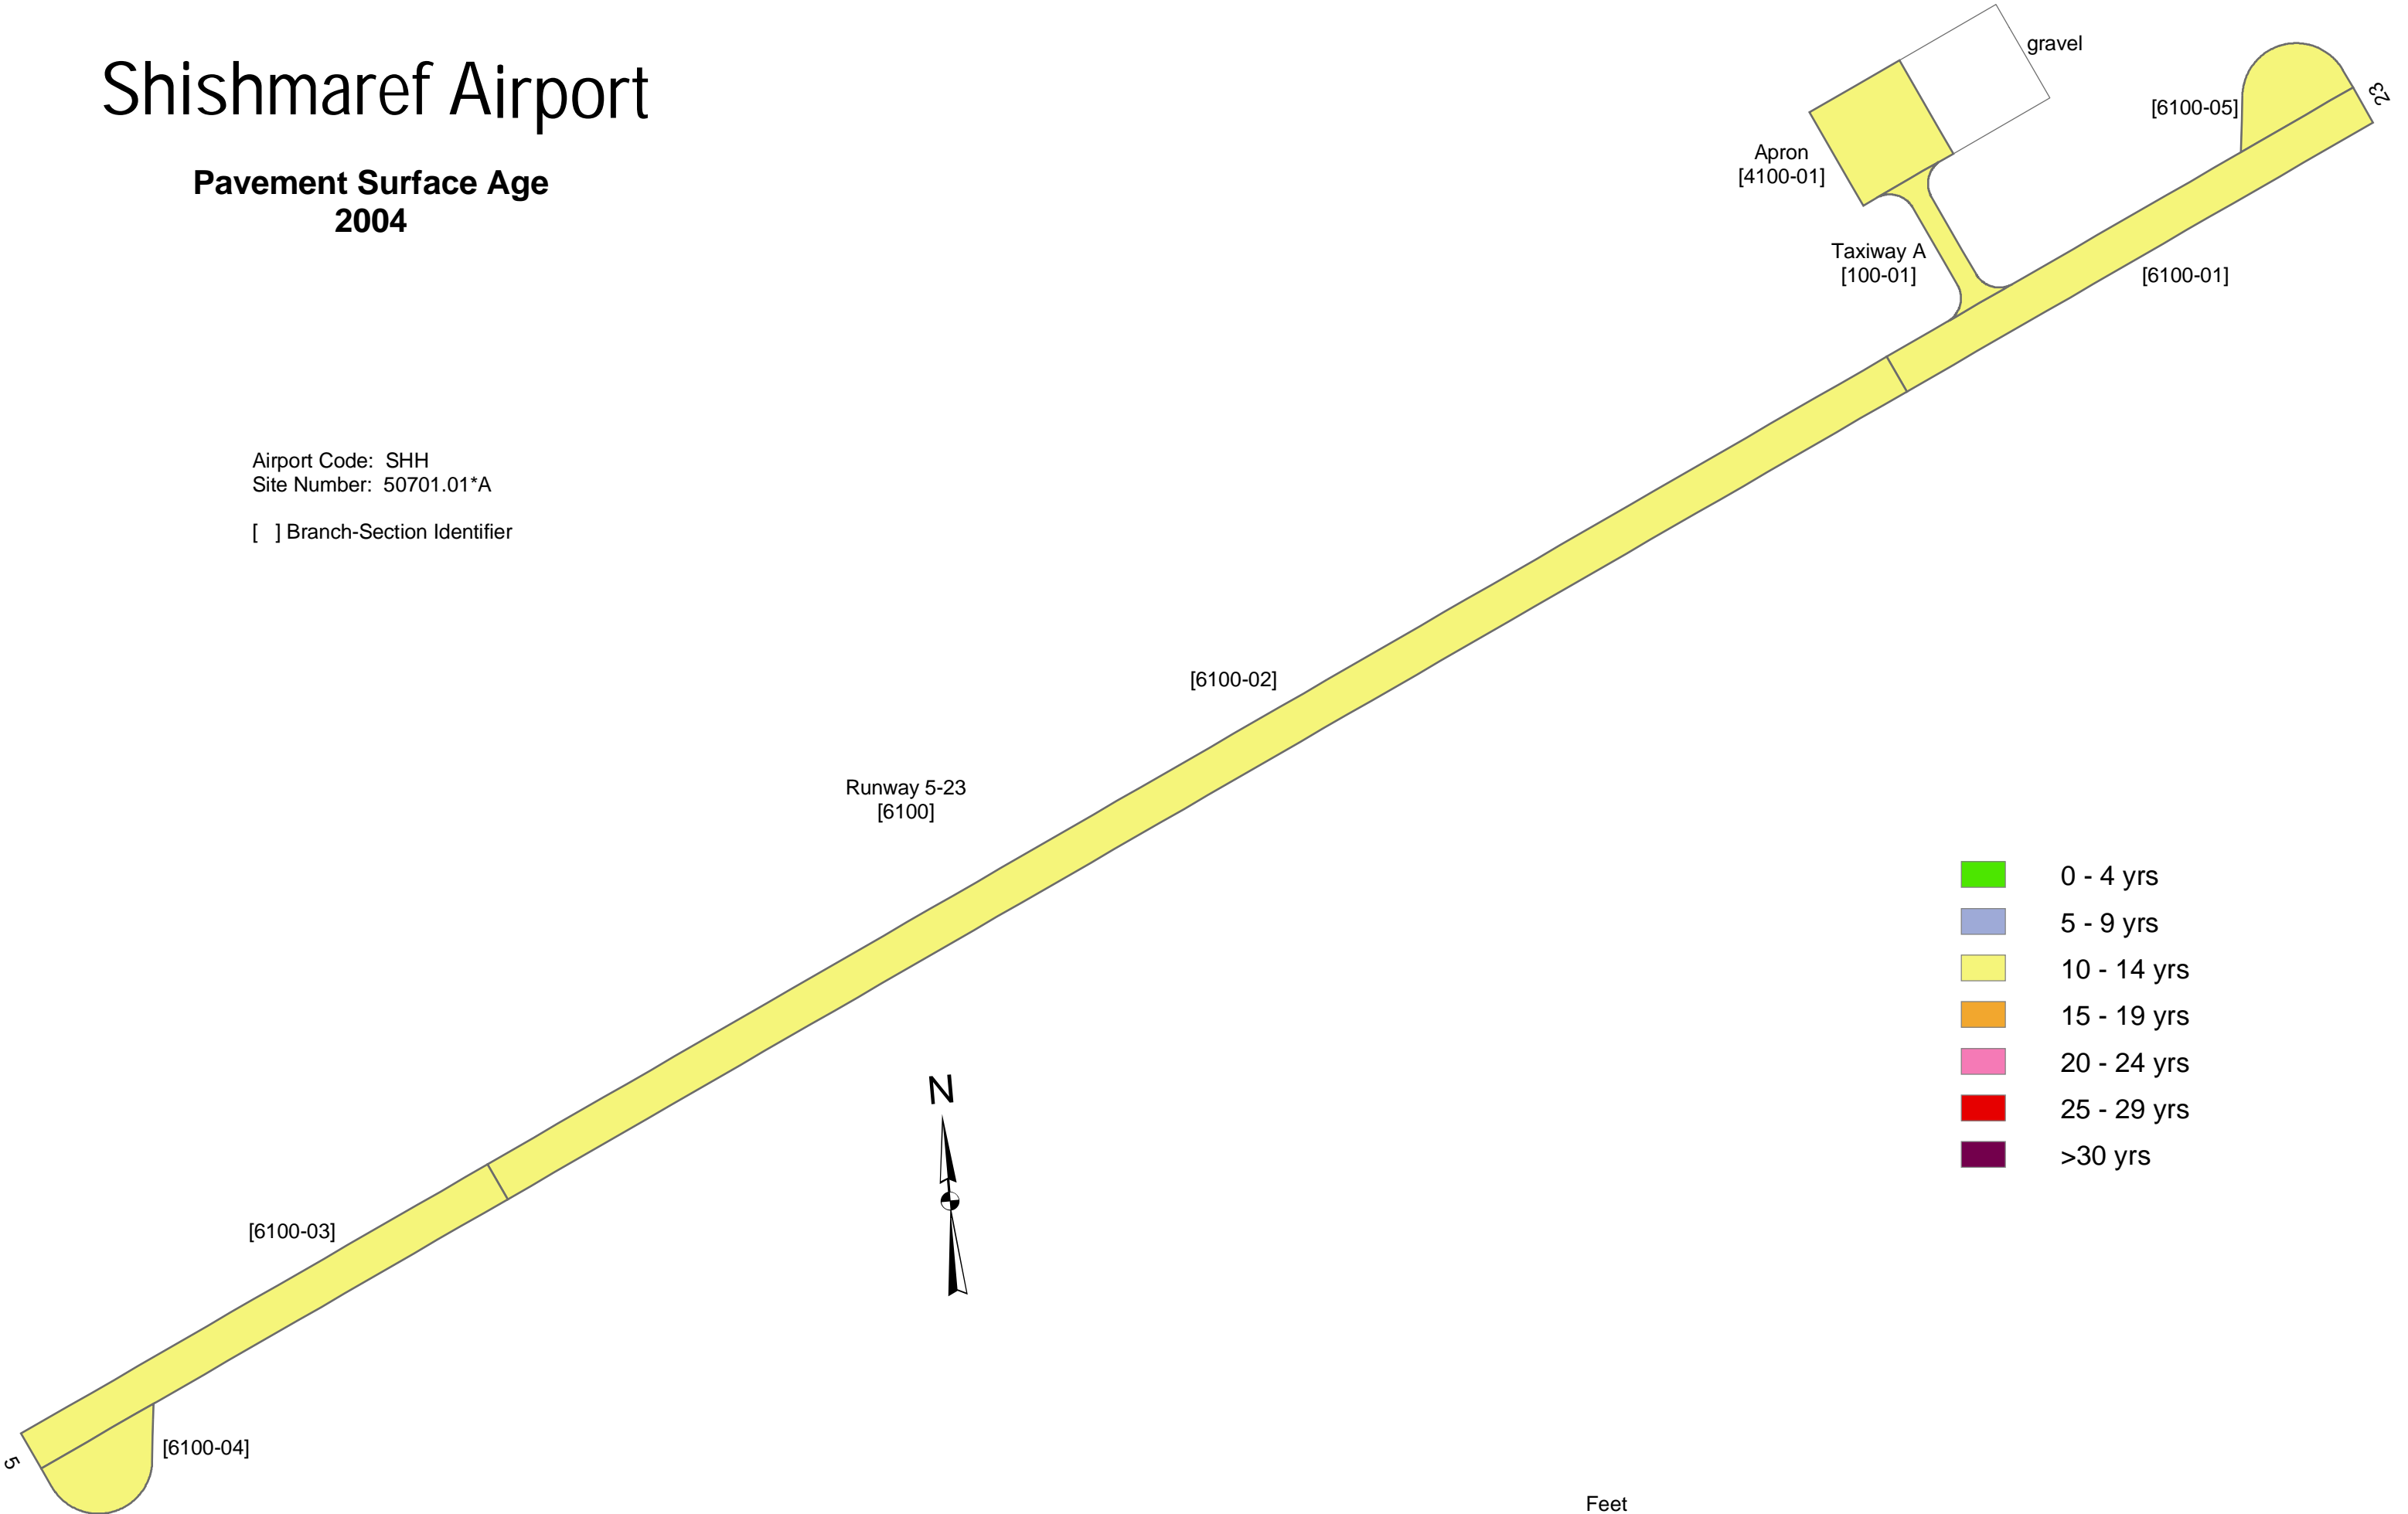 Shishmaref Airport
Pavement Surface Age
2004
Airport Code:  SHH
Site Number:  50701.01*A
[   ] Branch-Section Identifier
gravel
Apron
[4100-01]
[6100-05]
23
Taxiway A
[100-01]
[6100-01]
[6100-02]
Runway 5-23
[6100]
0 - 4 yrs
5 - 9 yrs
10 - 14 yrs
15 - 19 yrs
20 - 24 yrs
25 - 29 yrs
>30 yrs
N
[6100-03]
[6100-04]
5
Feet